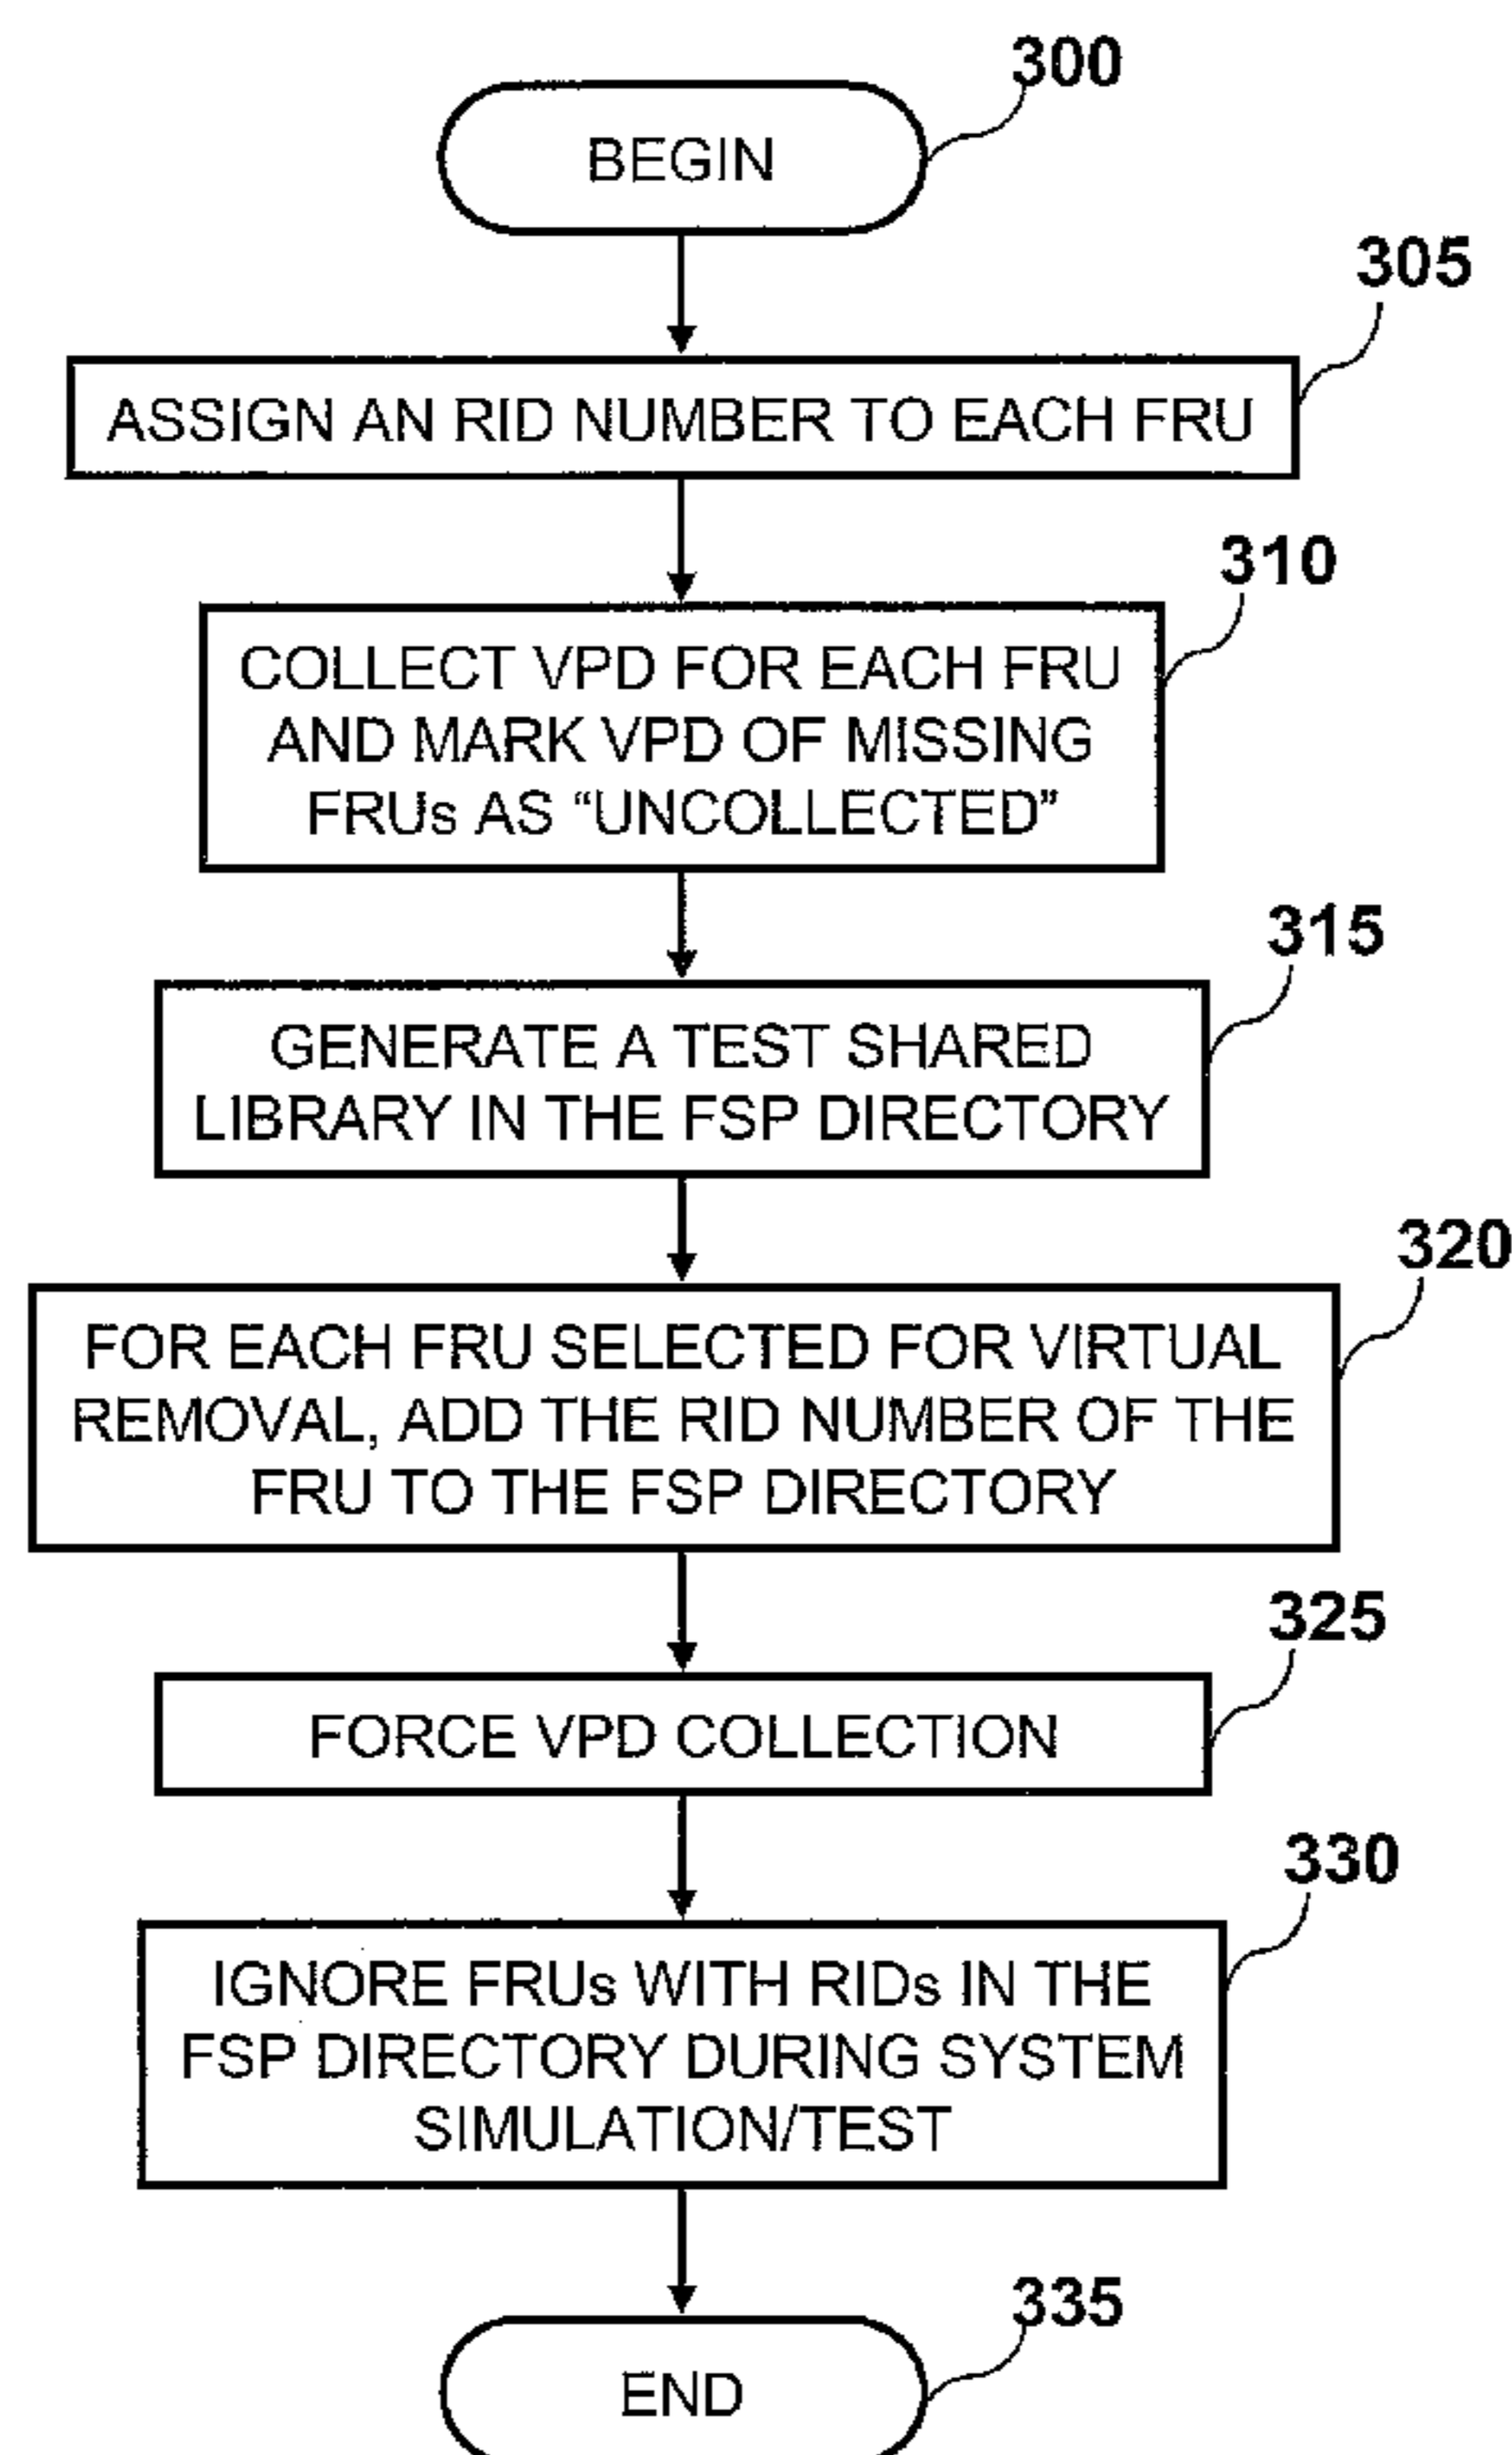 300
BEGIN
305
ASSIGN AN RID NUMBER TO EACH FRU
310
COLLECT VPD FOR EACH FRU
AND MARK VPD OF MISSING
FRUs AS “UNCOLLECTED”
315
GENERATE A TEST SHARED
LIBRARY IN THE FSP DIRECTORY
320
FOR EACH FRU SELECTED FOR VIRTUAL
REMOVAL, ADD THE RID NUMBER OF THE
FRU TO THE FSP DIRECTORY
325
FORCE VPD COLLECTION
330
IGNORE FRUs WITH RIDs IN THE
FSP DIRECTORY DURING SYSTEM
SIMULATION/TEST
335
END